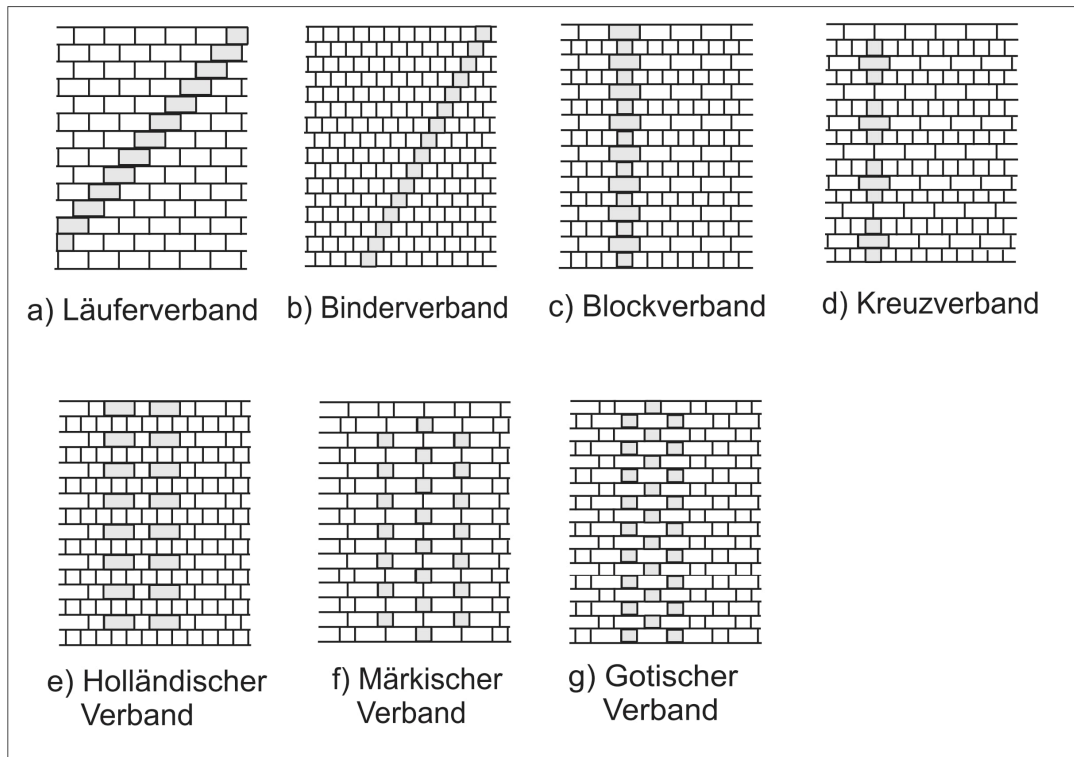 a) Läuferverband
b) Binderverband
c) Blockverband
d) Kreuzverband
e) Holländischer
Verband
f) Märkischer
Verband
g) Gotischer
Verband